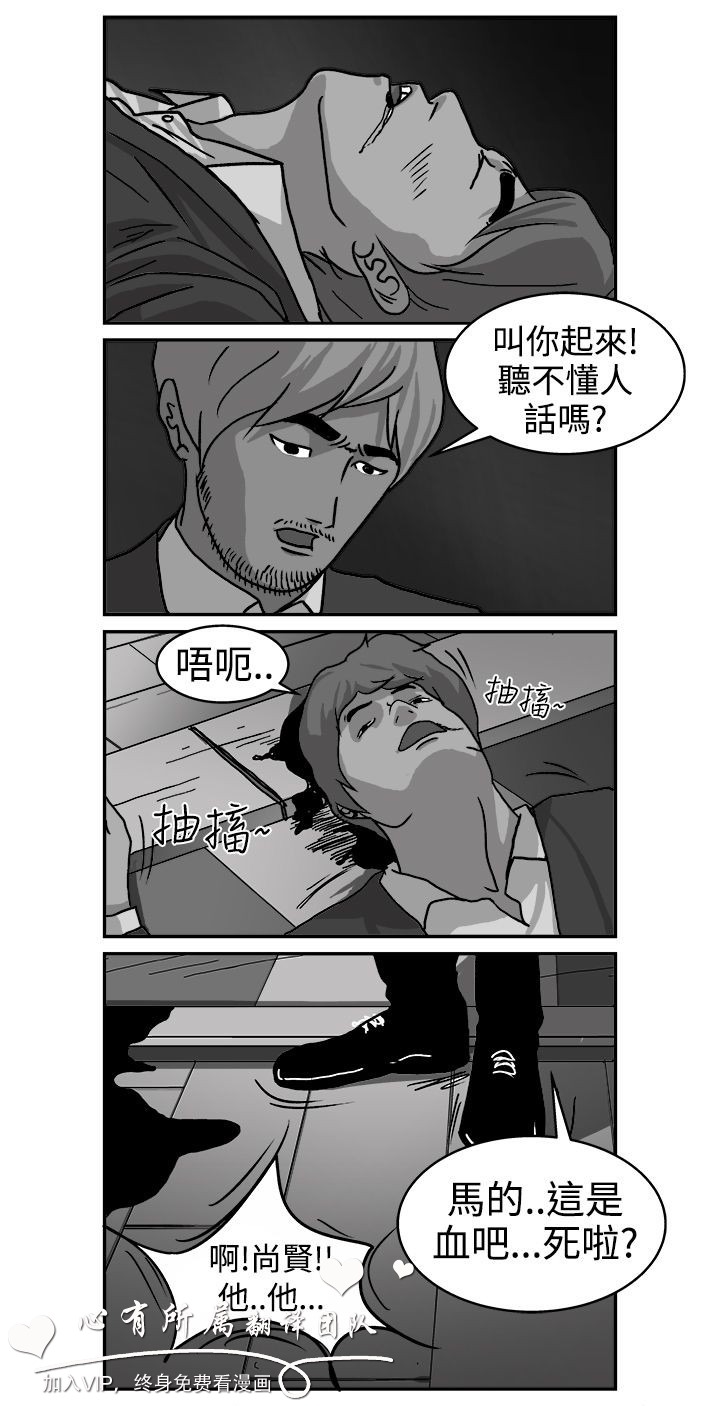 叫你起來!
聽不懂人
話嗎?
唔呃..
抽搐~
抽搐~
馬的..這是
血吧...死啦?
啊!尚賢!!
他..他...
心有所属翻译团队
加入VIP，终身免费看漫画